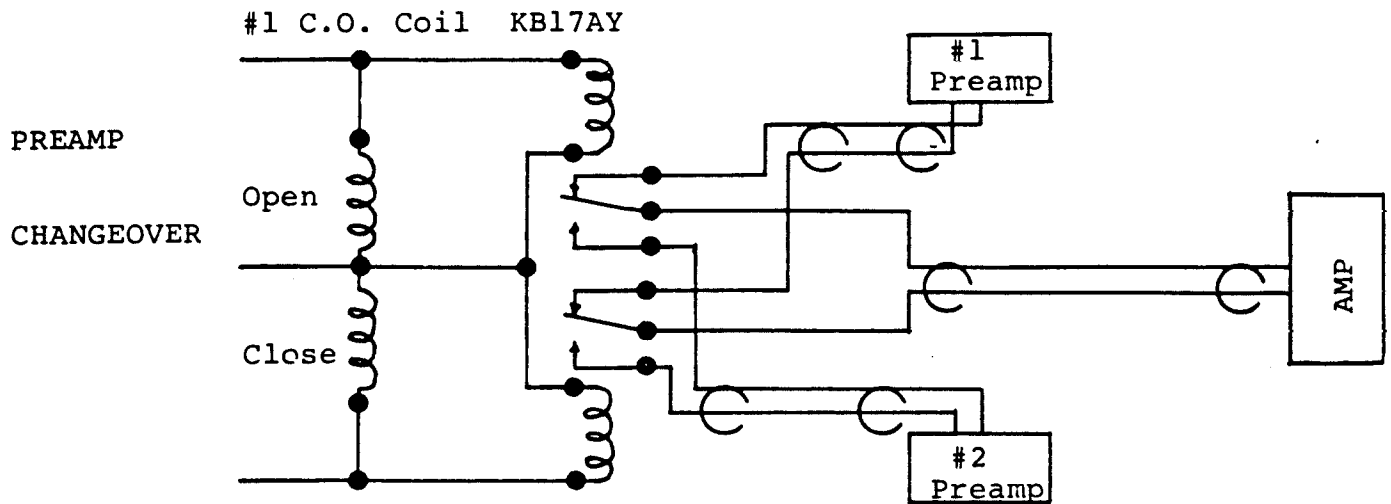 #1 C.O. Coil KB17AY
#1
Preamp
PREAMP
Open
CHANGEOVER
AMP
Close
#2
Preamp